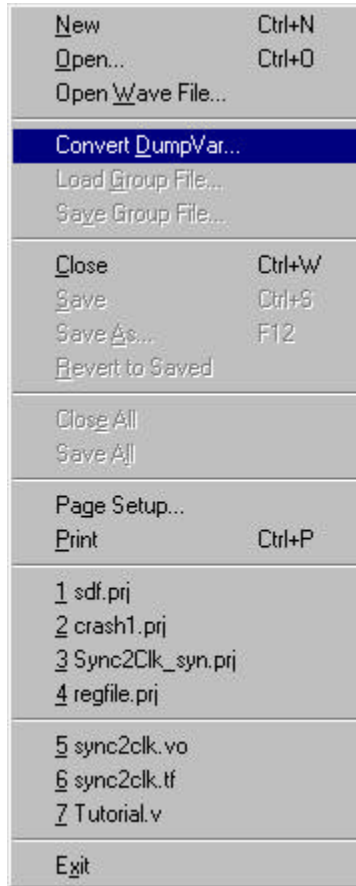 New Ctrl+N
Open... Ctrl+O
Open Wave File...
Convert DumpVar...
Load Group File...
Save Group File...
Close Ctrl+W
Save Ctrl+S
Save As... F12
Revert to Saved
Close All
Save All
Page Setup...
Print Ctrl+P
1 sdf.prj
2 crash1.prj
3 Sync2Clk_syn.prj
4 regfile.prj
5 sync2clk.vo
6 sync2clk.tf
7 Tutorial.v
Exit